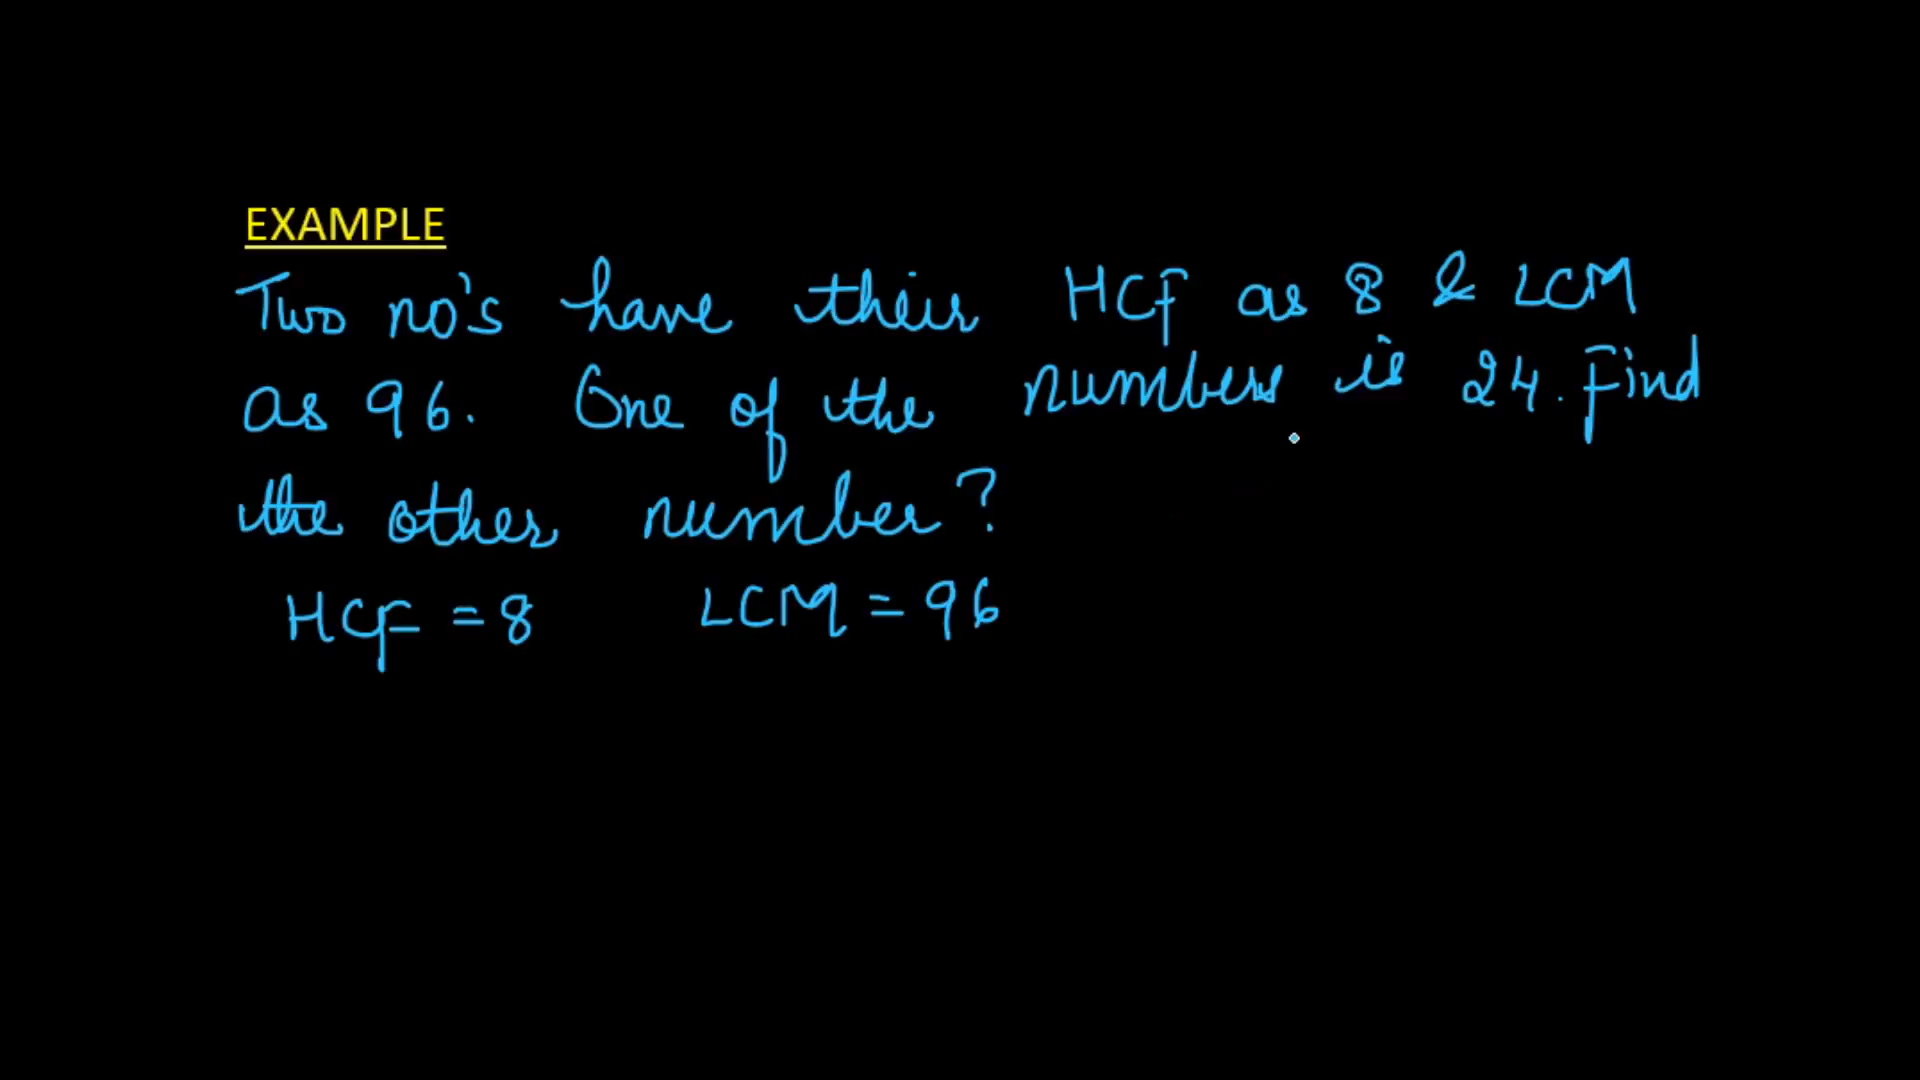 EXAMPLE
Two no's have their HCF as 8 & LCM
as 96. One of the numbers is 24. Find
the other number?
HCF = 8 LCM = 96